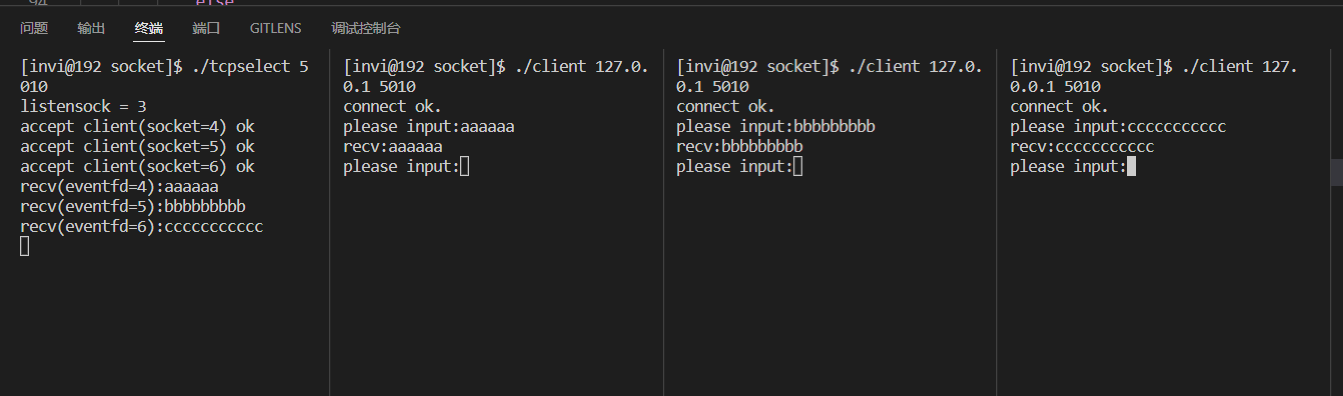 94 else
问题 输出 终端 端口 GITLENS 调试控制台
[invi@192 socket]$ ./tcpselect 5
010
listensock = 3
accept client(socket=4) ok
accept client(socket=5) ok
accept client(socket=6) ok
recv(eventfd=4):aaaaaa
recv(eventfd=5):bbbbbbbbb
recv(eventfd=6):ccccccccccc
[invi@192 socket]$ ./client 127.0.
0.1 5010
connect ok.
please input:aaaaaa
recv:aaaaaa
please input:
[invi@192 socket]$ ./client 127.0.
0.1 5010
connect ok.
please input:bbbbbbbbb
recv:bbbbbbbbb
please input:
[invi@192 socket]$ ./client 127.
0.0.1 5010
connect ok.
please input:ccccccccccc
recv:ccccccccccc
please input: